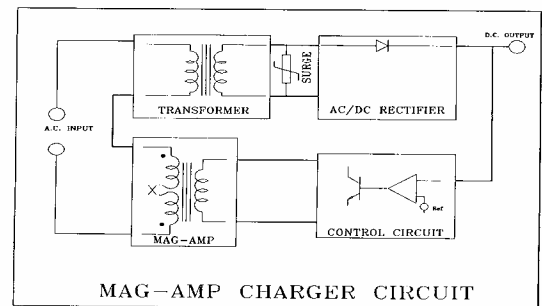 D.C. OUTPUT
SURGE
TRANSFORMER
AC/DC RECTIFIER
A.C. INPUT
Ref
MAG-AMP
CONTROL CIRCUIT
MAG-AMP CHARGER CIRCUIT